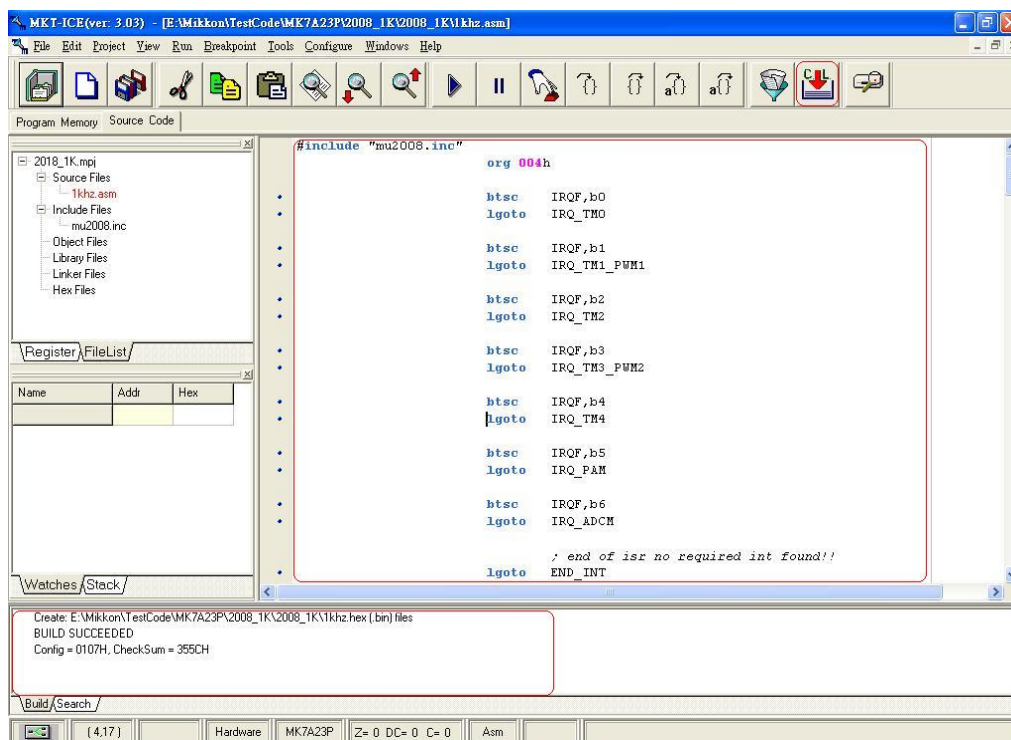 MKT-ICE(ver: 3.03) - [E:\Mikkon\TestCode\MK7A23P\2008_1K\2008_1K\1khz.asm]
File Edit Project View Run Breakpoint Tools Configure Windows Help
Program Memory Source Code
2018_1K.mpj
Source Files
1khz.asm
Include Files
mu2008.inc
Object Files
Library Files
Linker Files
Hex Files
Register FileList
Name Addr Hex
Watches Stack
#include "mu2008.inc"
org 004h
btsc IRQF,b0
lgoto IRQ_TM0
btsc IRQF,b1
lgoto IRQ_TM1_PWM1
btsc IRQF,b2
lgoto IRQ_TM2
btsc IRQF,b3
lgoto IRQ_TM3_PWM2
btsc IRQF,b4
lgoto IRQ_TM4
btsc IRQF,b5
lgoto IRQ_PAM
btsc IRQF,b6
lgoto IRQ_ADCM
; end of isr no required int found!!
lgoto END_INT
Create: E:\Mikkon\TestCode\MK7A23P\2008_1K\2008_1K\1khz.hex (.bin) files
BUILD SUCCEEDED
Config = 0107H, CheckSum = 355CH
Build Search
(4,17) Hardware MK7A23P Z= 0 DC= 0 C= 0 Asm